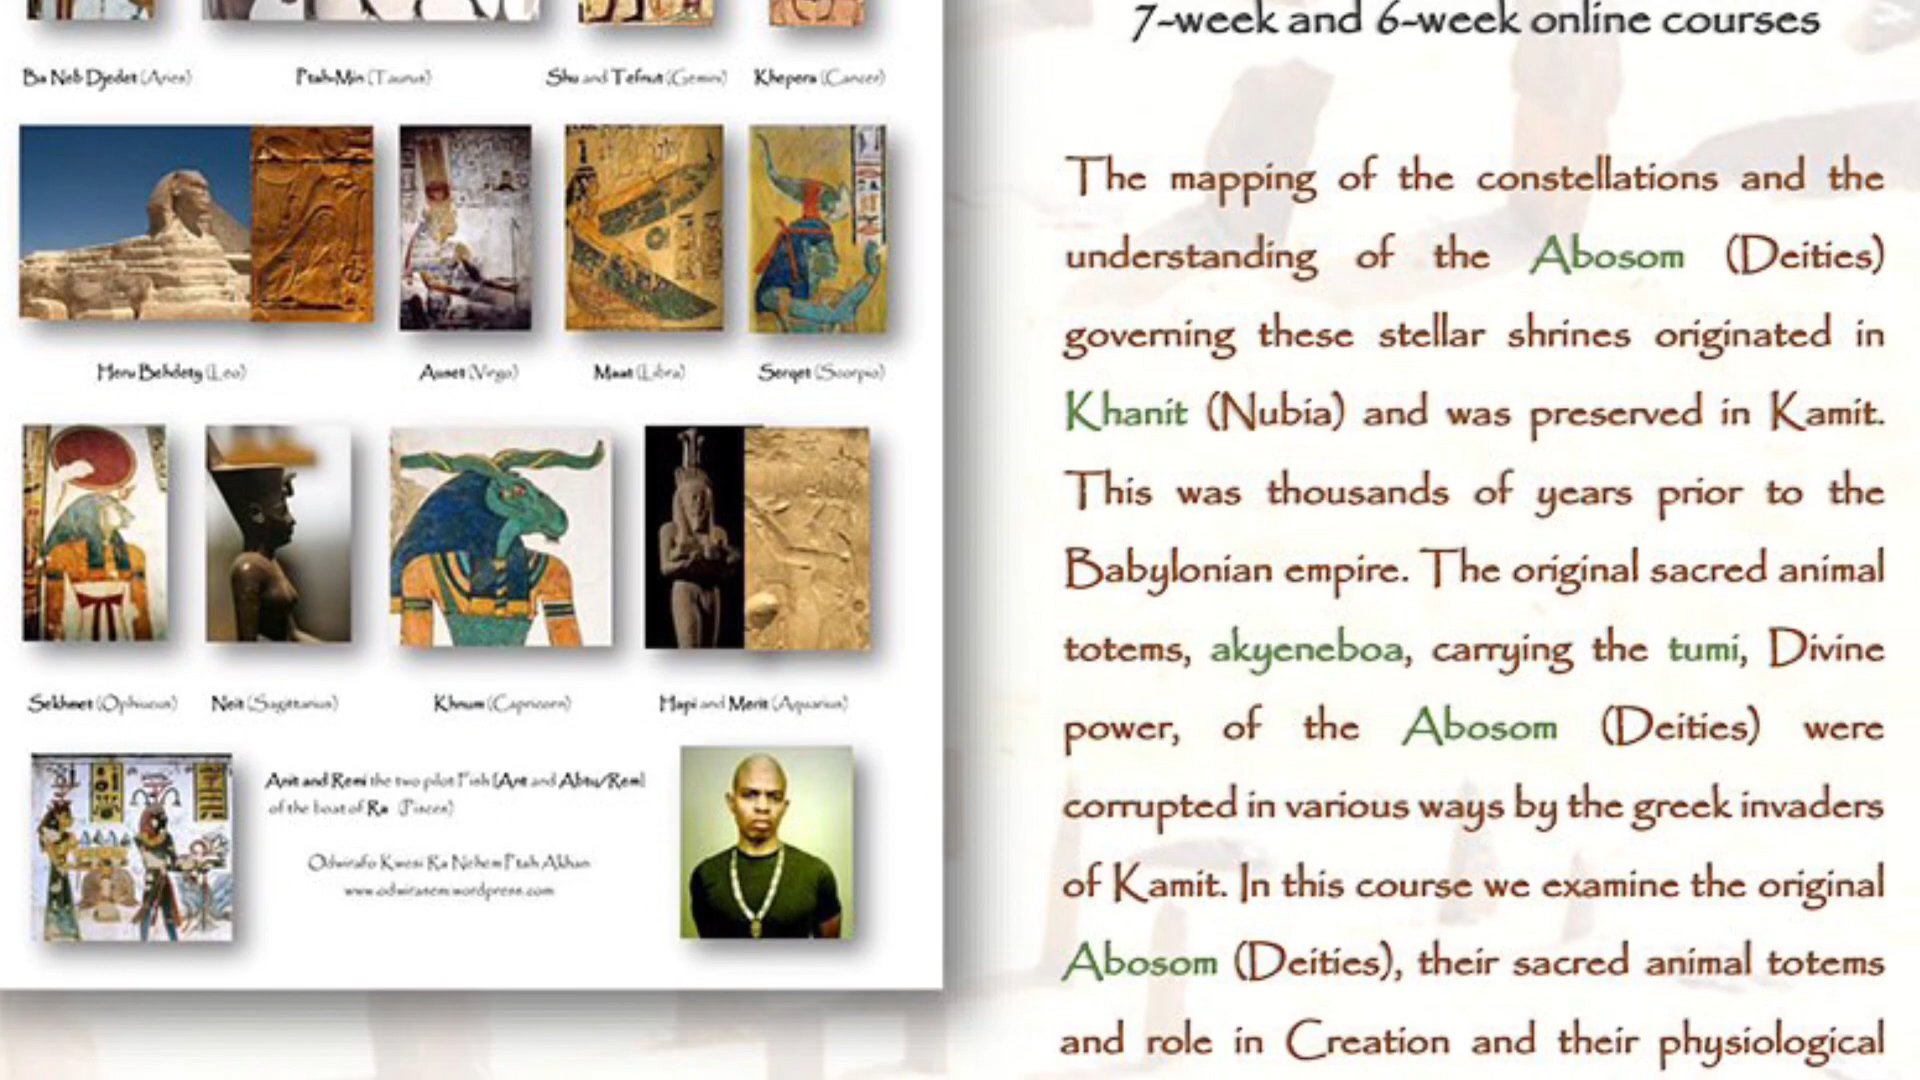 Ba Neb Djedet (Aries)
Ptah-Min (Taurus)
Shu and Tefnut (Gemini)
Khepera (Cancer)
Heru Behdety (Leo)
Auset (Virgo)
Maat (Libra)
Serqet (Scorpio)
Sekhmet (Ophiucus)
Neit (Sagittarius)
Khnum (Capricorn)
Hapi and Merit (Aquarius)
Anit and Remi the two pilot Fish [Ant and Abtu/Rem]
of the boat of Ra (Pisces)
Odwirafo Kwesi Ra Nehem Ptah Akhan
www.odwirafo.wordpress.com
7-week and 6-week online courses
The mapping of the constellations and the
understanding of the Abosom (Deities)
governing these stellar shrines originated in
Khanit (Nubia) and was preserved in Kamit.
This was thousands of years prior to the
Babylonian empire. The original sacred animal
totems, akyeneboa, carrying the tumi, Divine
power, of the Abosom (Deities) were
corrupted in various ways by the greek invaders
of Kamit. In this course we examine the original
Abosom (Deities), their sacred animal totems
and role in Creation and their physiological